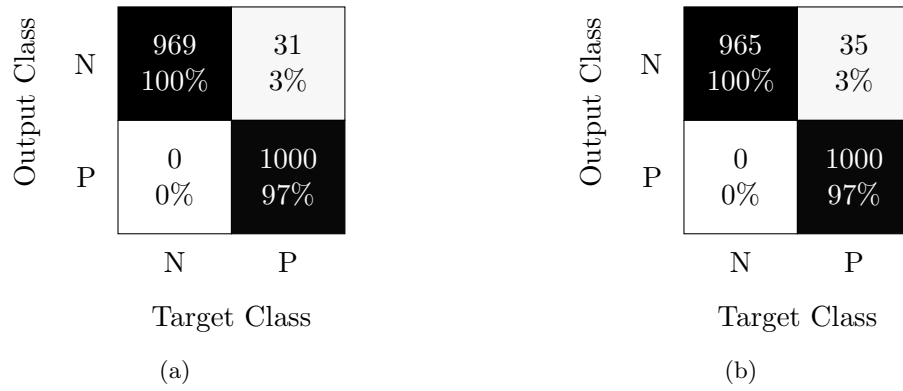 Output Class
N
969
100%
31
3%
P
0
0%
1000
97%
N
P
Target Class
(a)
Output Class
N
965
100%
35
3%
P
0
0%
1000
97%
N
P
Target Class
(b)